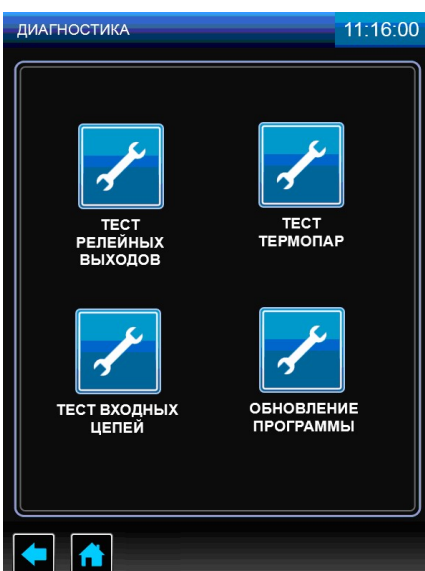 ДИАГНОСТИКА 11:16:00
ТЕСТ
РЕЛЕЙНЫХ
ВЫХОДОВ
ТЕСТ
ТЕРМОПАР
ТЕСТ ВХОДНЫХ
ЦЕПЕЙ
ОБНОВЛЕНИЕ
ПРОГРАММЫ